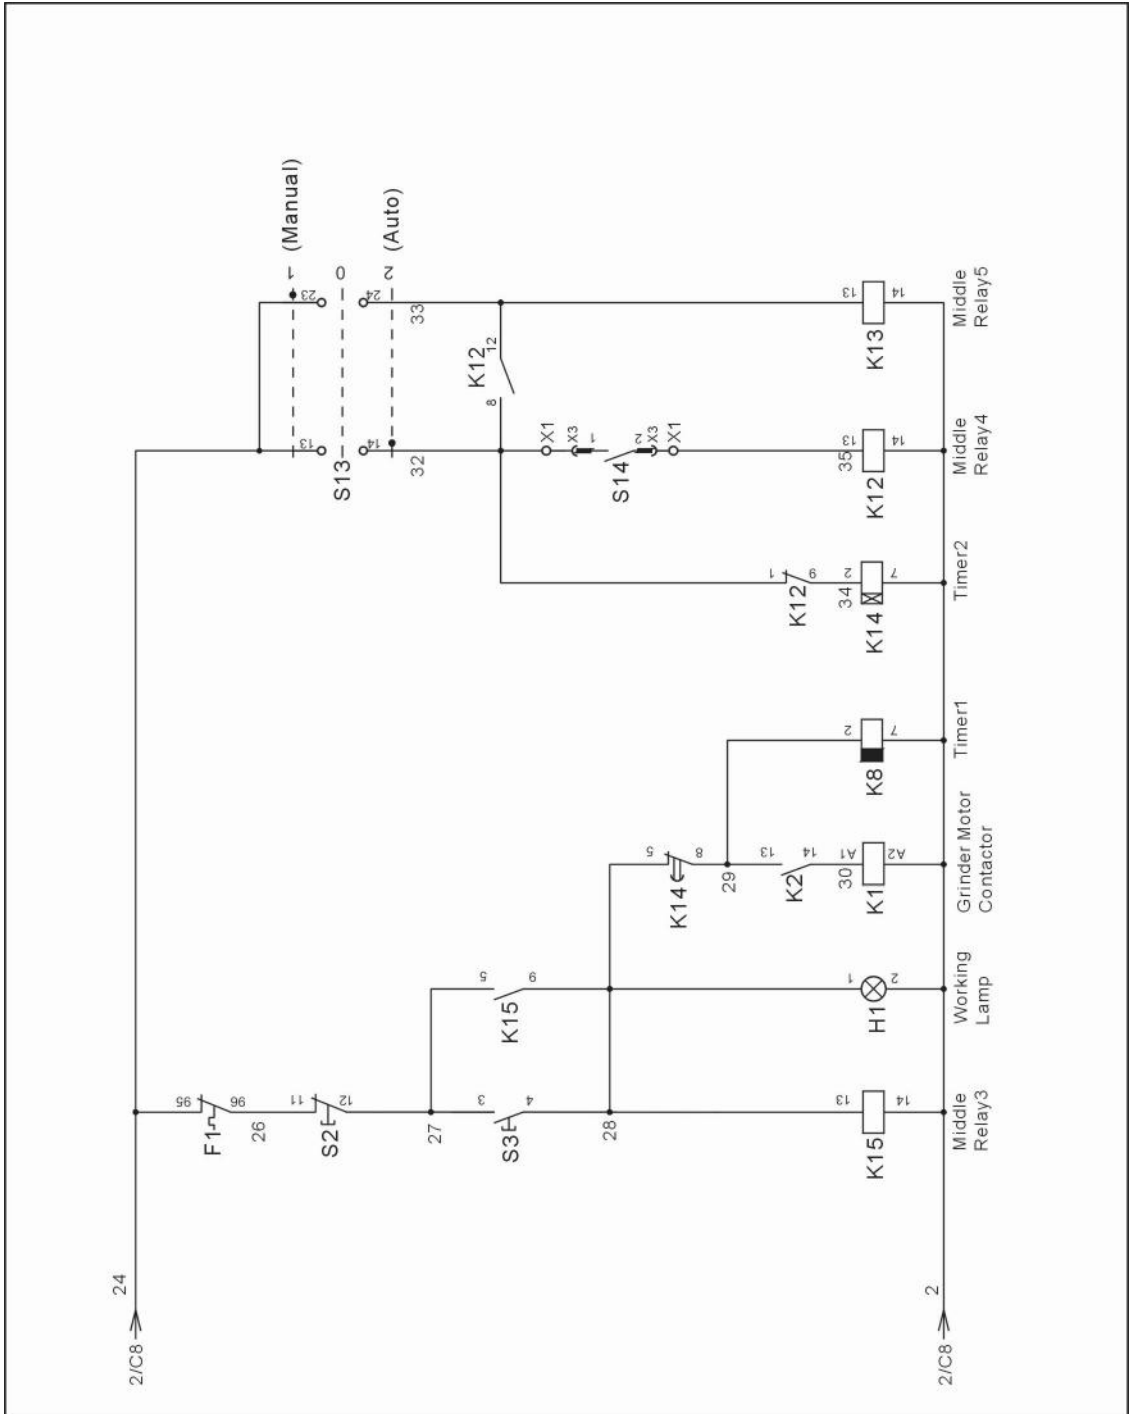 2/C8
24
F1
95
96
26
S2
11
12
27
S3
3
4
28
K15
5
9
K14
5
8
29
K2
13
14
30
S13
13
14
32
23
24
33
1 (Manual)
0
2 (Auto)
K12
8
12
X1
X3
1
S14
2
X3
X1
K12
1
9
34
35
K15
13
14
H1
1
2
K1
A1
A2
K8
2
7
K14
2
7
K12
13
14
K13
13
14
2/C8
2
Middle
Relay3
Working
Lamp
Grinder Motor
Contactor
Timer1
Timer2
Middle
Relay4
Middle
Relay5